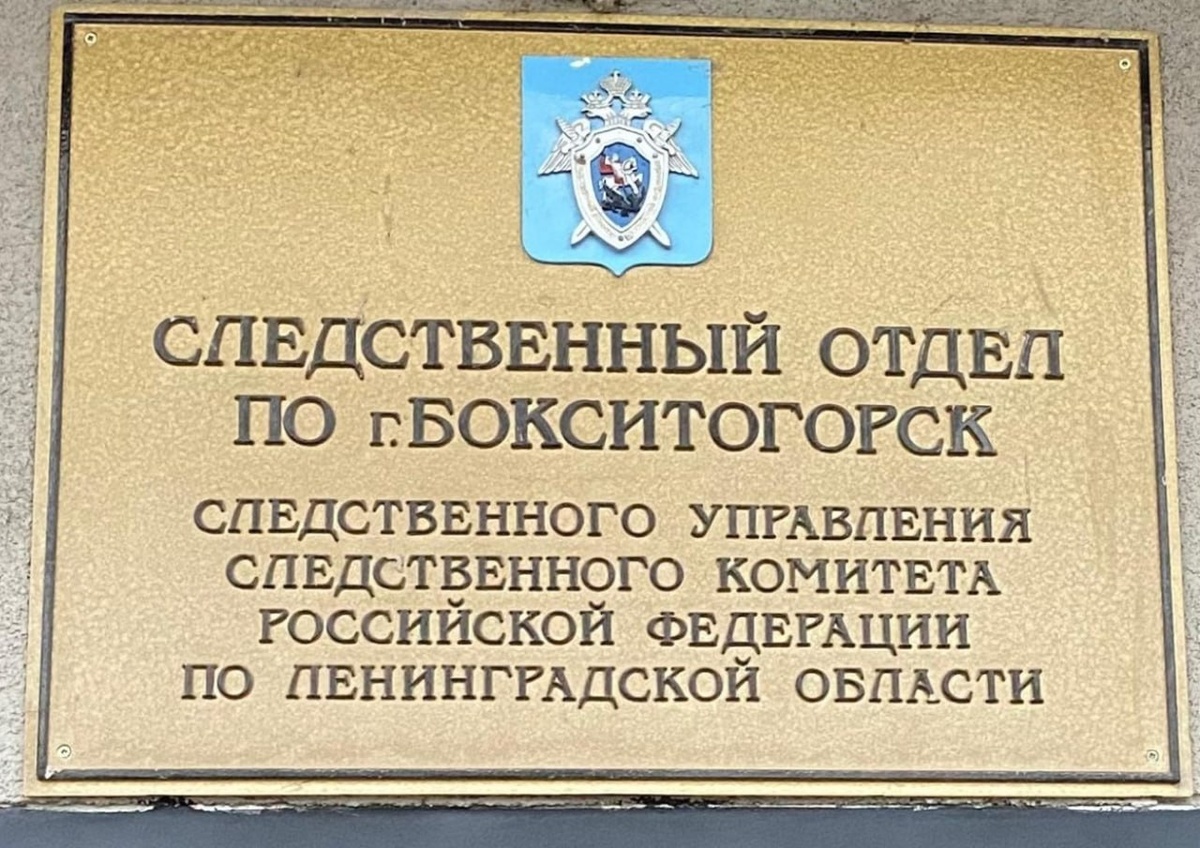 СЛЕДСТВЕННЫЙ ОТДЕЛ
ПО г.БОКСИТОГОРСК
СЛЕДСТВЕННОГО УПРАВЛЕНИЯ
СЛЕДСТВЕННОГО КОМИТЕТА
РОССИЙСКОЙ ФЕДЕРАЦИИ
ПО ЛЕНИНГРАДСКОЙ ОБЛАСТИ